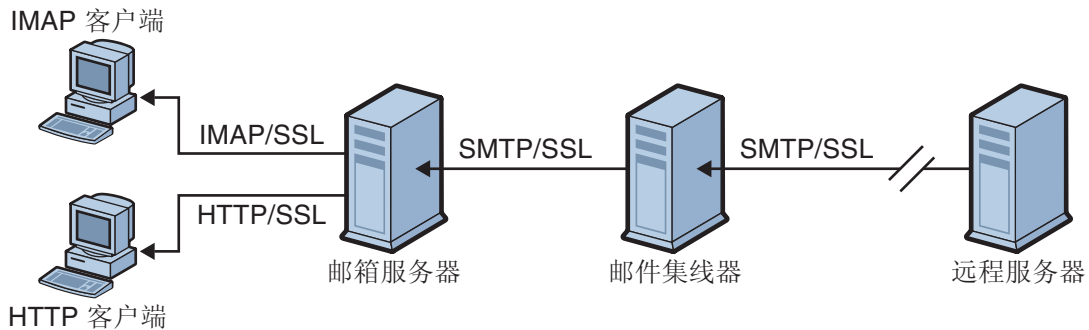 IMAP 客户端
IMAP/SSL
SMTP/SSL
SMTP/SSL
HTTP/SSL
邮箱服务器
邮件集线器
远程服务器
HTTP 客户端